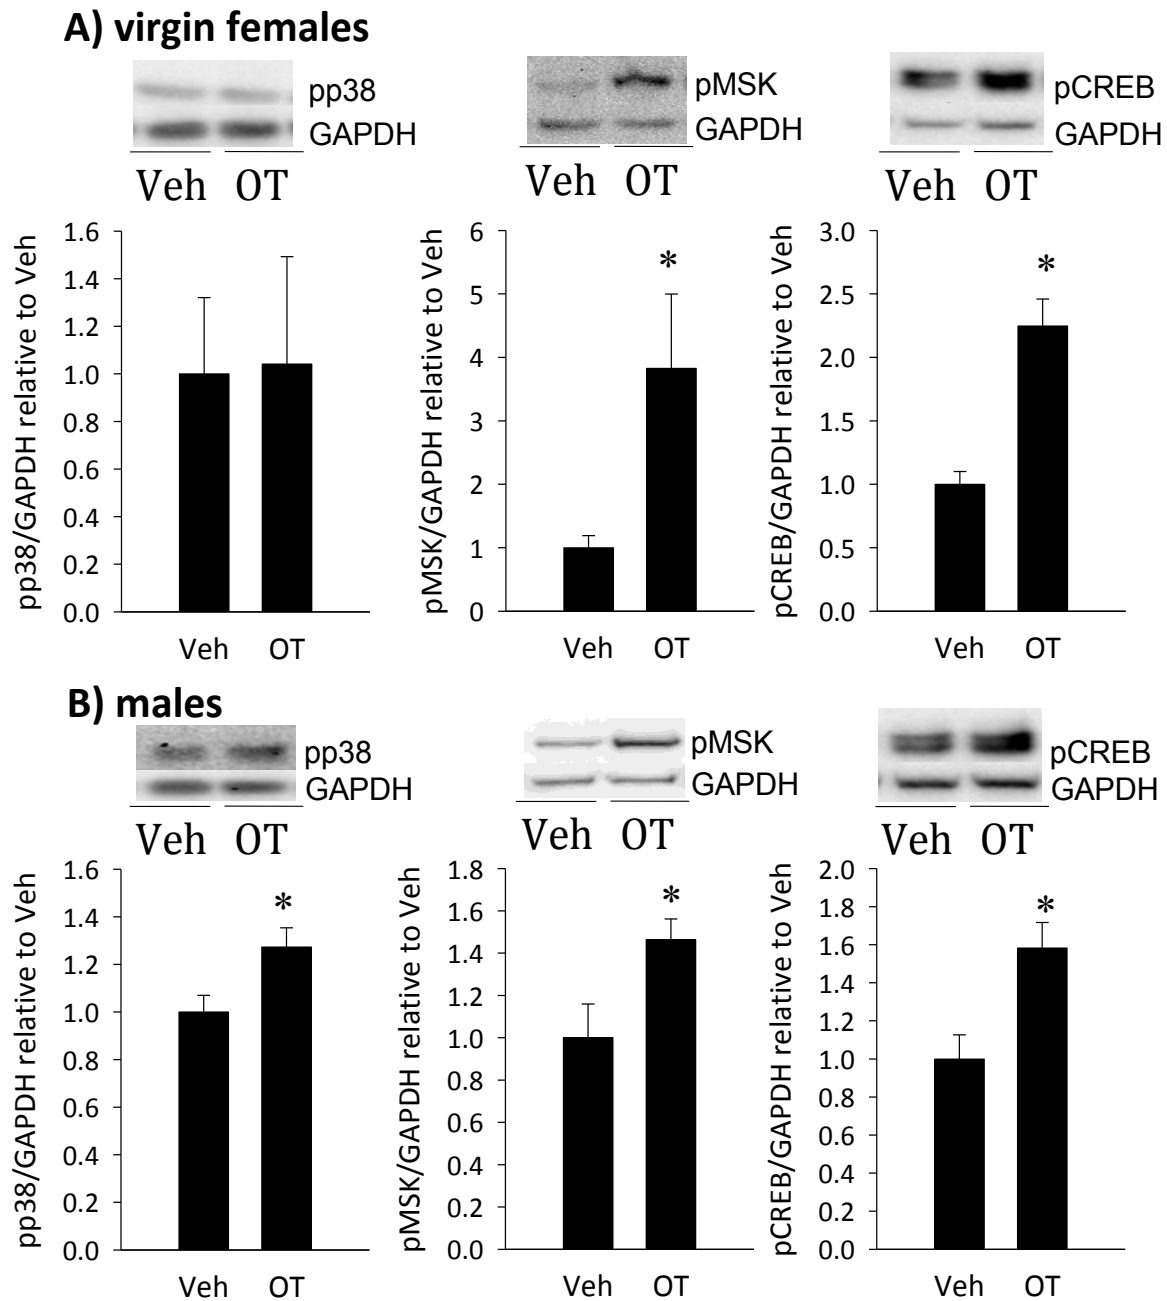 A) virgin females
pp38
GAPDH
Veh OT
pMSK
GAPDH
Veh OT
pCREB
GAPDH
Veh OT
pp38/GAPDH relative to Veh
1.6
1.4
1.2
1.0
0.8
0.6
0.4
0.2
0.0
Veh OT
pMSK/GAPDH relative to Veh
6
5
4
3
2
1
0
*
Veh OT
pCREB/GAPDH relative to Veh
3.0
2.5
2.0
1.5
1.0
0.5
0.0
*
Veh OT
B) males
pp38
GAPDH
Veh OT
pMSK
GAPDH
Veh OT
pCREB
GAPDH
Veh OT
pp38/GAPDH relative to Veh
1.6
1.4
1.2
1.0
0.8
0.6
0.4
0.2
0.0
*
Veh OT
pMSK/GAPDH relative to Veh
1.8
1.6
1.4
1.2
1.0
0.8
0.6
0.4
0.2
0.0
*
Veh OT
pCREB/GAPDH relative to Veh
2.0
1.8
1.6
1.4
1.2
1.0
0.8
0.6
0.4
0.2
0.0
*
Veh OT